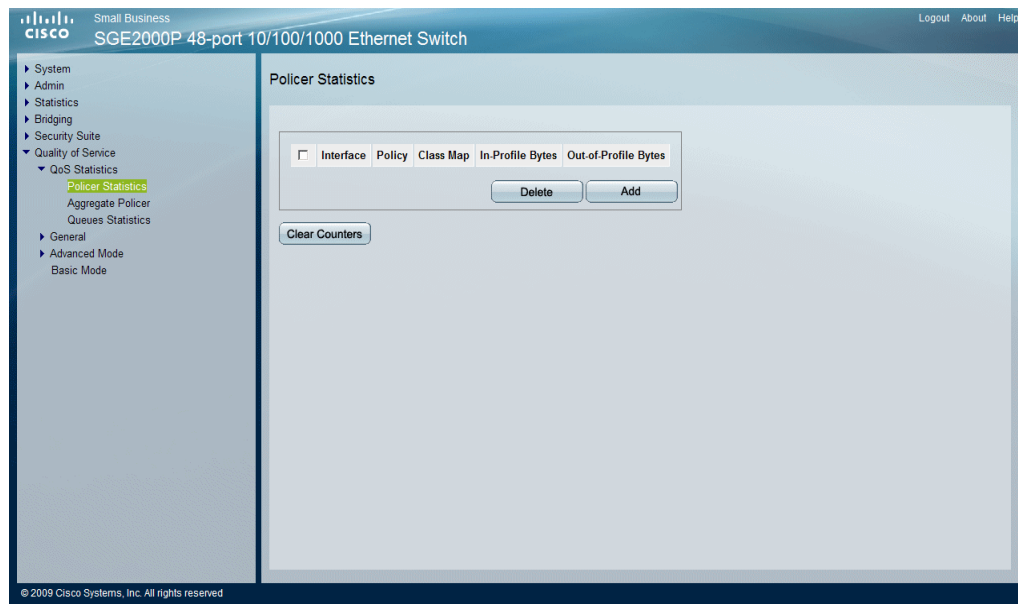 Small Business
CISCO
SGE2000P 48-port 10/100/1000 Ethernet Switch
Logout About Help
System
Admin
Statistics
Bridging
Security Suite
Quality of Service
QoS Statistics
Policer Statistics
Aggregate Policer
Queues Statistics
General
Advanced Mode
Basic Mode
Policer Statistics
Interface Policy Class Map In-Profile Bytes Out-of-Profile Bytes
Delete Add
Clear Counters
© 2009 Cisco Systems, Inc. All rights reserved